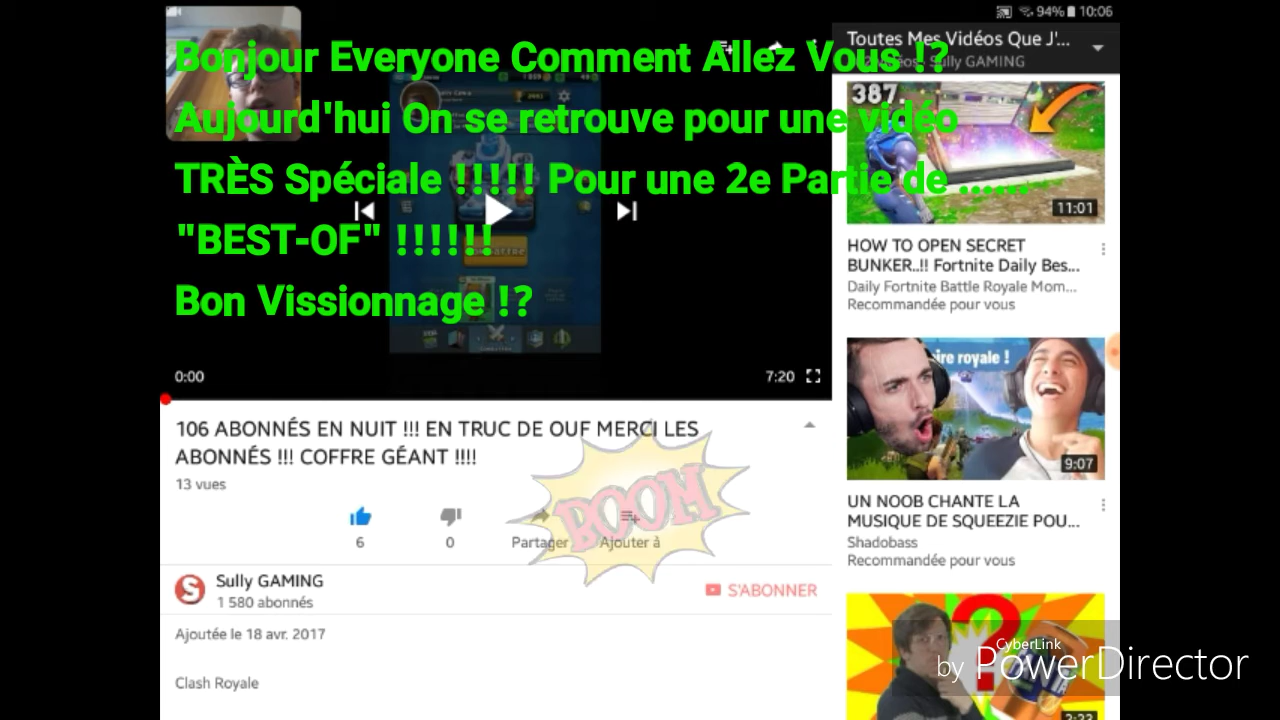 94% 10:06
Bonjour Everyone Comment Allez Vous !?
Aujourd'hui On se retrouve pour une vidéo
TRÈS Spéciale !!!!! Pour une 2e Partie de ......
"BEST-OF" !!!!!!
Bon Vissionnage !?
0:00
7:20
106 ABONNÉS EN NUIT !!! EN TRUC DE OUF MERCI LES
ABONNÉS !!! COFFRE GÉANT !!!!
13 vues
6
0
Partager
Ajouter à
BOOM
Sully GAMING
1 580 abonnés
S'ABONNER
Ajoutée le 18 avr. 2017
Clash Royale
Toutes Mes Vidéos Que J'...
Sully GAMING
387
11:01
HOW TO OPEN SECRET
BUNKER..!! Fortnite Daily Bes...
Daily Fortnite Battle Royale Mom...
Recommandée pour vous
ire royale !
9:07
UN NOOB CHANTE LA
MUSIQUE DE SQUEEZIE POU...
Shadobass
Recommandée pour vous
?
CyberLink
by PowerDirector